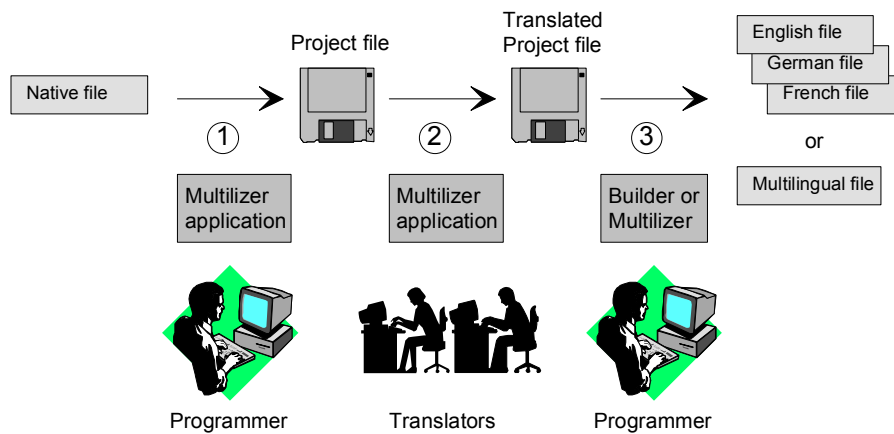 Native file
Project file
Translated
Project file
English file
German file
French file
or
Multilingual file
1
2
3
Multilizer
application
Multilizer
application
Builder or
Multilizer
Programmer
Translators
Programmer